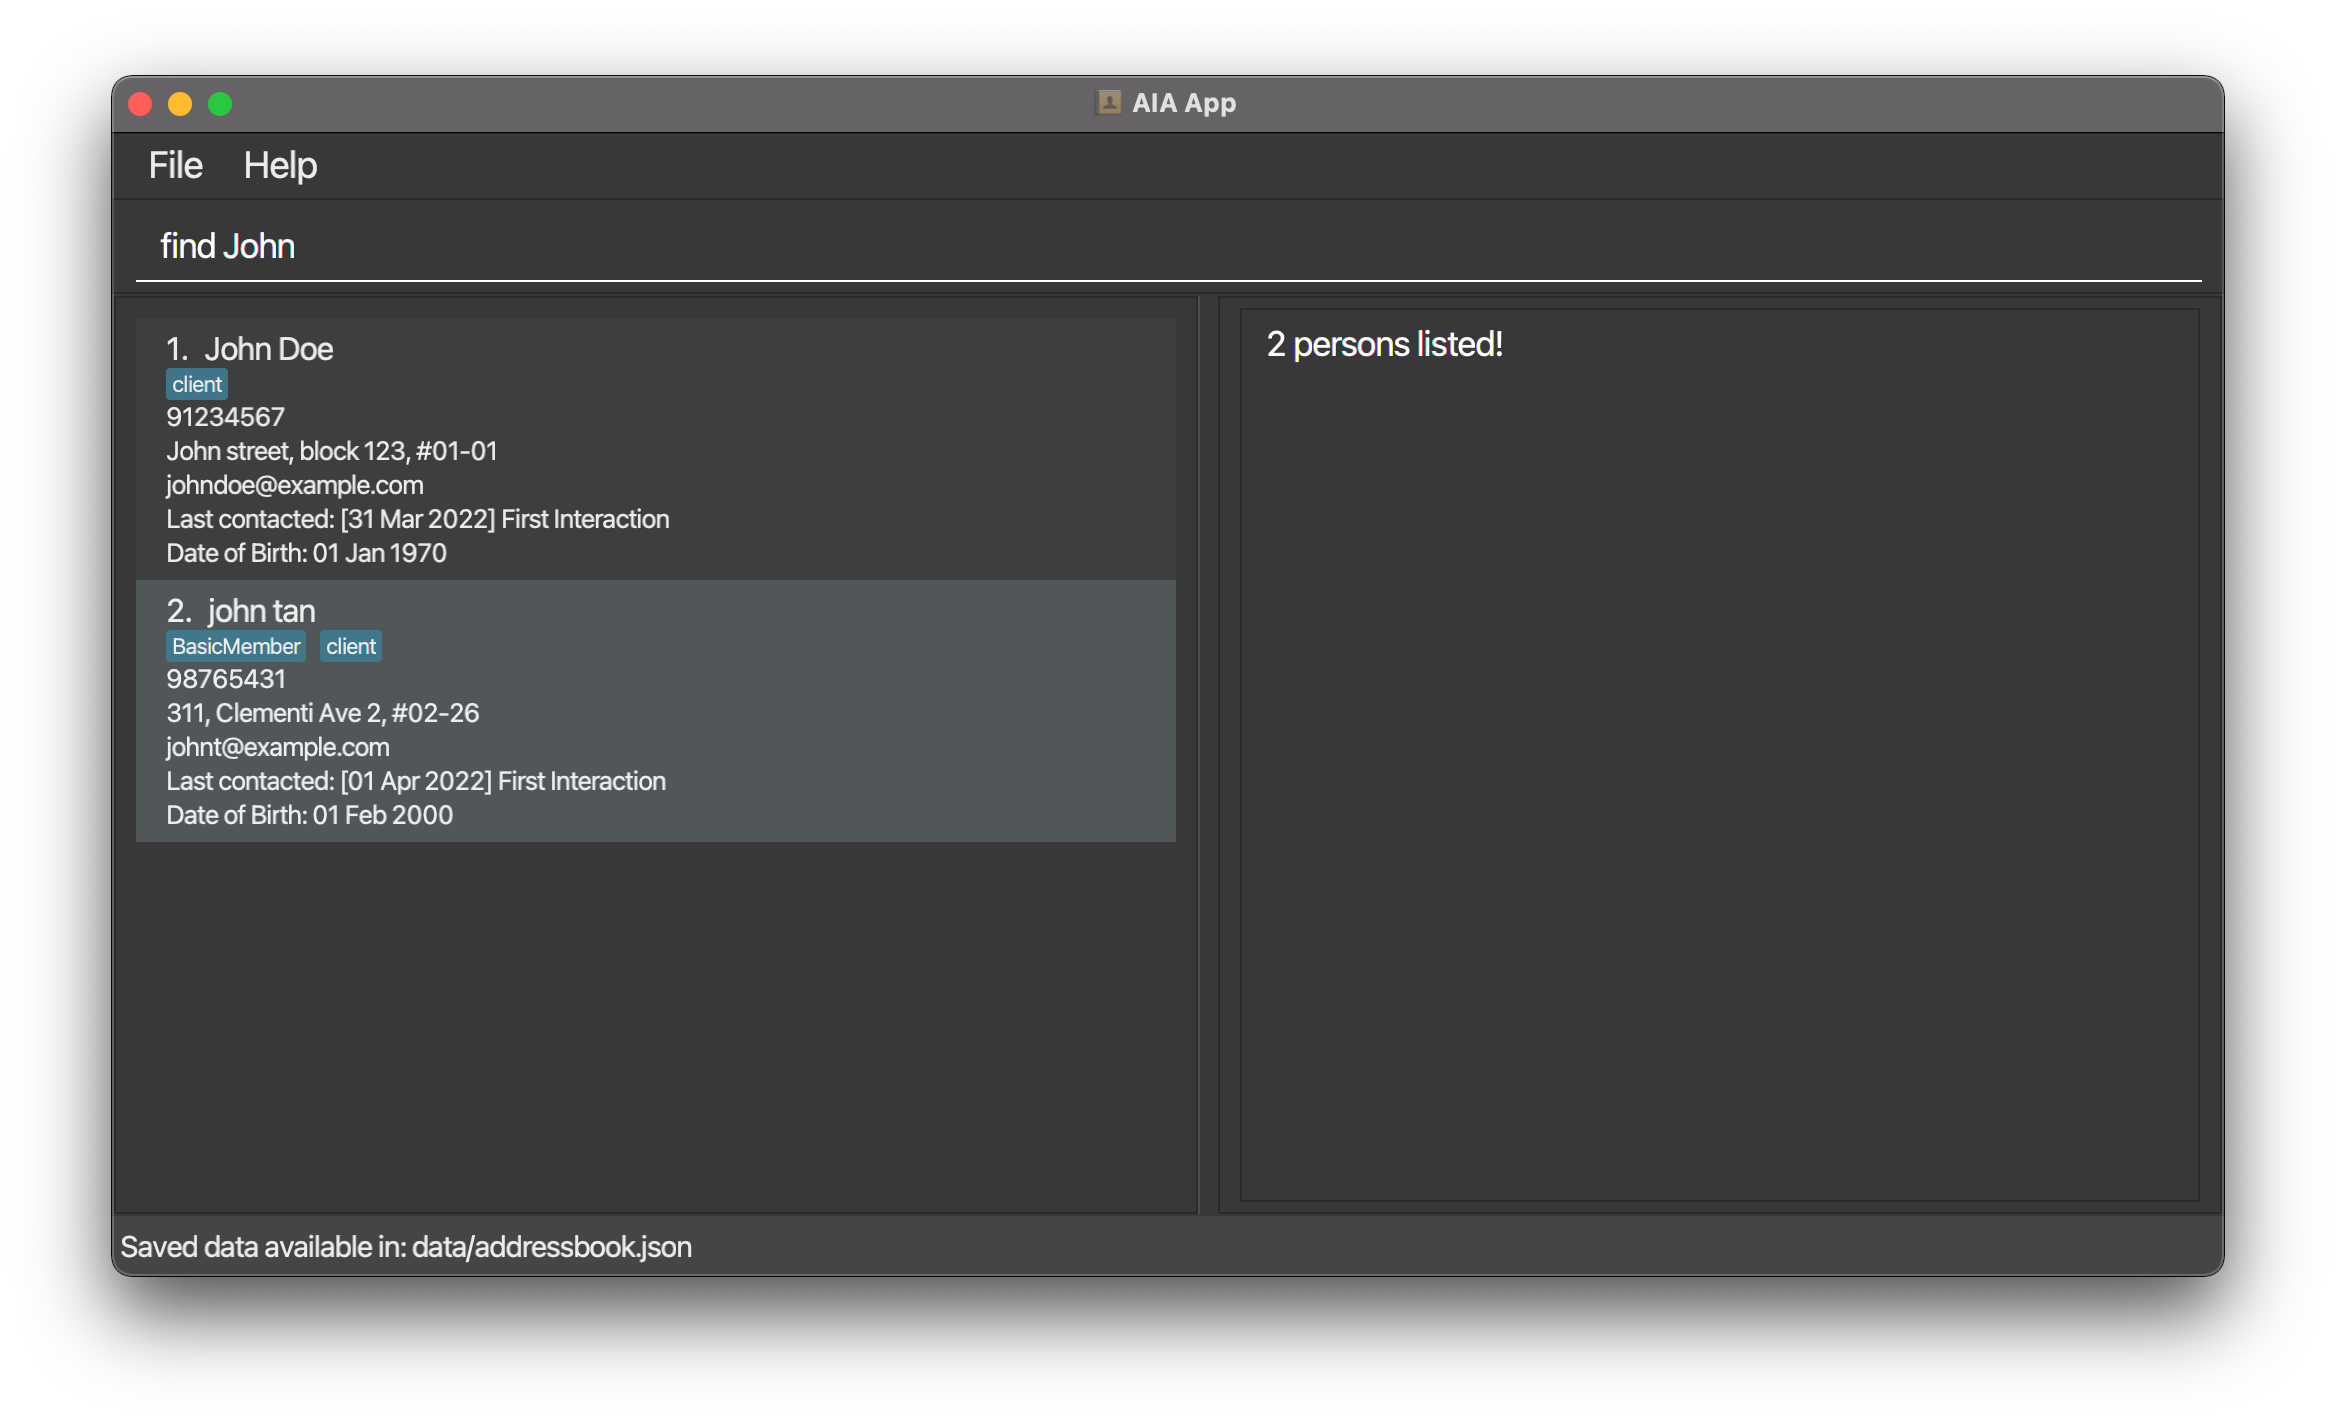 AIA App
File Help
find John
1. John Doe
client
91234567
John street, block 123, #01-01
johndoe@example.com
Last contacted: [31 Mar 2022] First Interaction
Date of Birth: 01 Jan 1970
2. john tan
BasicMember client
98765431
311, Clementi Ave 2, #02-26
johnt@example.com
Last contacted: [01 Apr 2022] First Interaction
Date of Birth: 01 Feb 2000
2 persons listed!
Saved data available in: data/addressbook.json